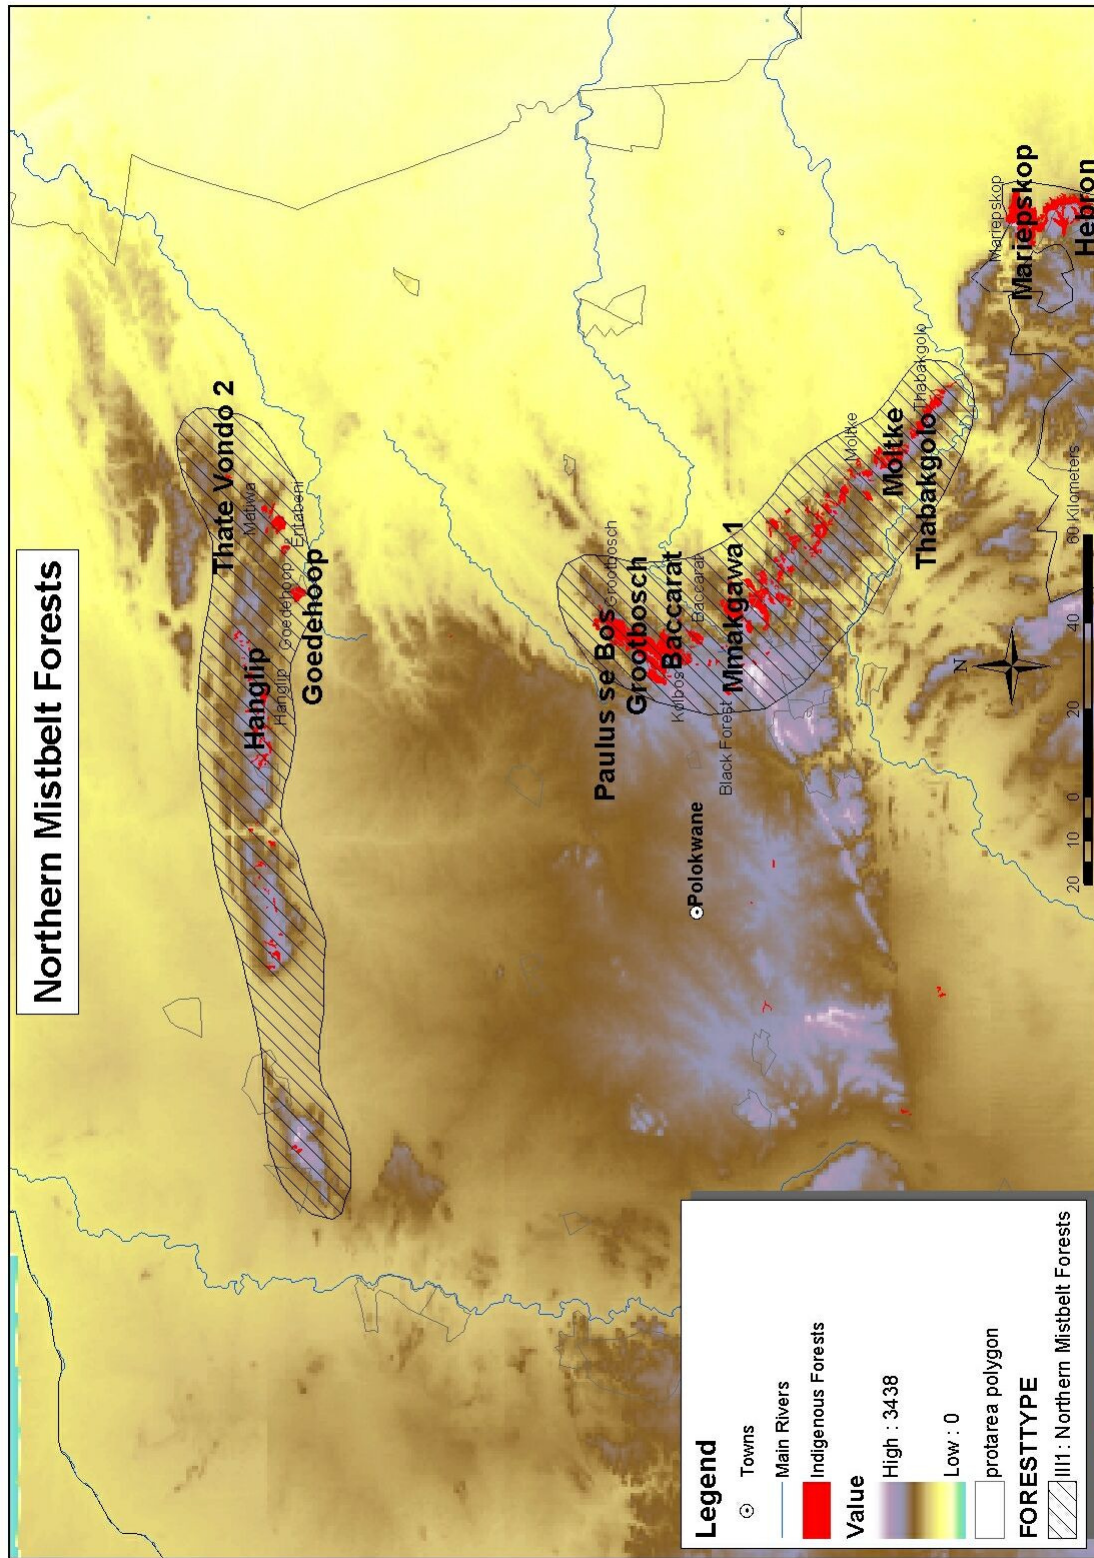 Northern Mistbelt Forests
Thate Vondo 2
Matiwa
Entabeni
Goedehoop
Goedehoop
Hanglip
Hanglip
Grootbosch
Paulus se Bos
Grootbosch
Baccarat
Baccarat
Kolbos
Mmakgawa 1
Black Forest
Polokwane
Moltke
Moltke
Thabakgolo
Thabakgolo
Mariepskop
Mariepskop
Hebron
N
20 10 0 20 40 60 Kilometers
Legend
Towns
Main Rivers
Indigenous Forests
Value
High : 3438
Low : 0
protarea polygon
FORESTTYPE
III1: Northern Mistbelt Forests